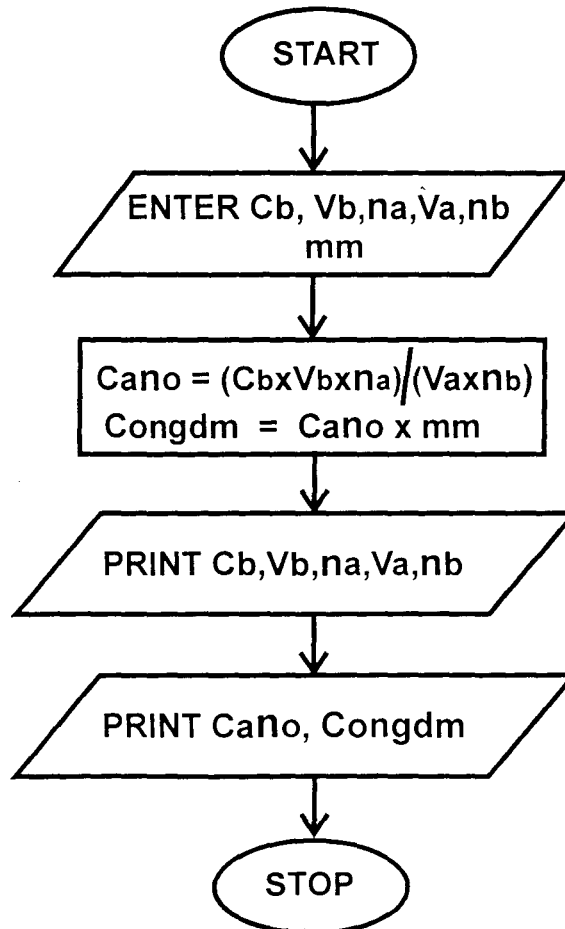 START
ENTER Cb, Vb,na,Va,nb
mm
Cano = (CbxVbxna)/(Vaxnb)
Congdm = Cano x mm
PRINT Cb,Vb,na,Va,nb
PRINT Cano, Congdm
STOP